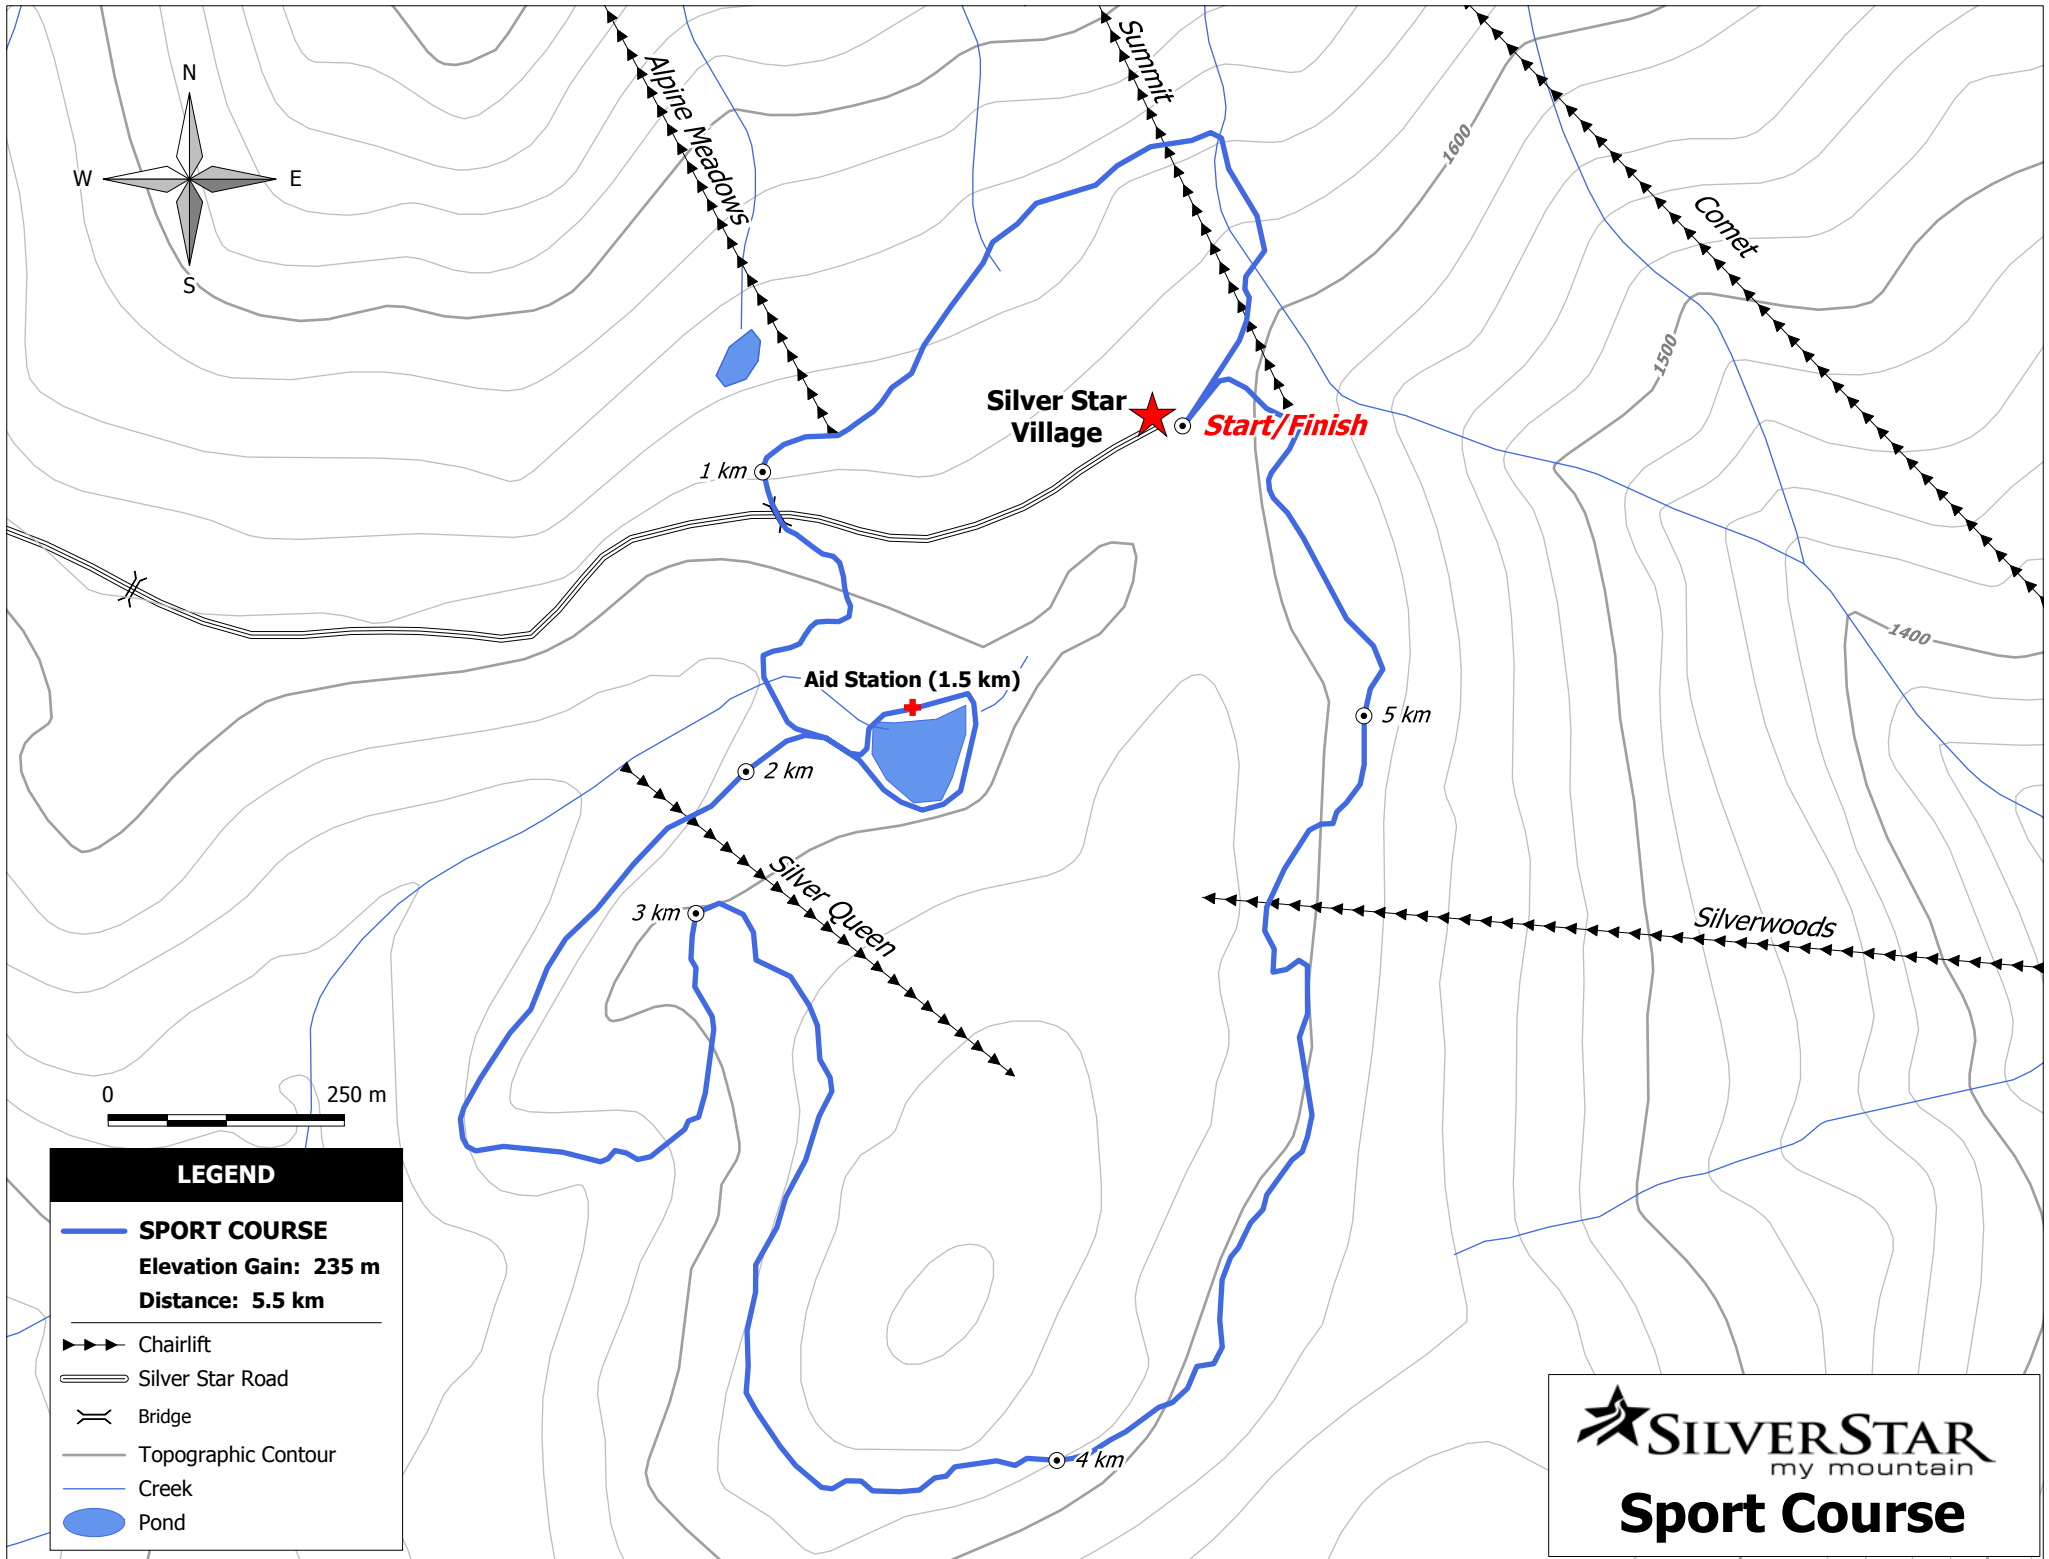 N
W
E
S
Alpine Meadows
Summit
Comet
1600
1500
1400
Silver Star
Village
Start/Finish
1 km
Aid Station (1.5 km)
2 km
5 km
Silver Queen
3 km
Silverwoods
4 km
0
250 m
LEGEND
SPORT COURSE
Elevation Gain: 235 m
Distance: 5.5 km
Chairlift
Silver Star Road
Bridge
Topographic Contour
Creek
Pond
SILVERSTAR
my mountain
Sport Course